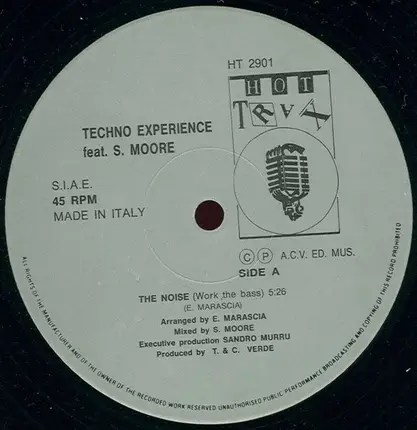 HT 2901
HOT
TRAX
TECHNO EXPERIENCE
feat. S. MOORE
S.I.A.E.
45 RPM
MADE IN ITALY
Ⓒ Ⓟ A.C.V. ED. MUS.
SIDE A
THE NOISE (Work the bass) 5:26
(E. MARASCIA)
Arranged by E. MARASCIA
Mixed by S. MOORE
Executive production SANDRO MURRU
Produced by T. & C. VERDE
ALL RIGHTS OF THE MANUFACTURER AND OF THE OWNER OF THE RECORDED WORK RESERVED UNAUTHORISED PUBLIC PERFORMANCE BROADCASTING AND COPYING OF THIS RECORD PROHIBITED